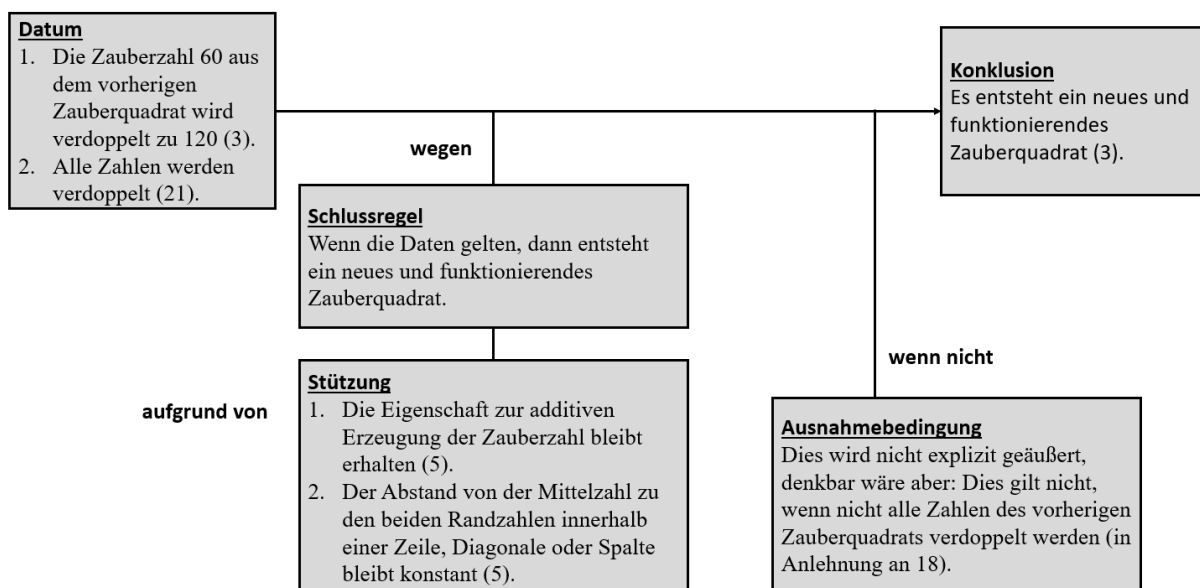 Datum
1. Die Zauberzahl 60 aus
dem vorherigen
Zauberquadrat wird
verdoppelt zu 120 (3).
2. Alle Zahlen werden
verdoppelt (21).
Konklusion
Es entsteht ein neues und
funktionierendes
Zauberquadrat (3).
wegen
Schlussregel
Wenn die Daten gelten, dann entsteht
ein neues und funktionierendes
Zauberquadrat.
wenn nicht
aufgrund von
Stützung
1. Die Eigenschaft zur additiven
Erzeugung der Zauberzahl bleibt
erhalten (5).
2. Der Abstand von der Mittelzahl zu
den beiden Randzahlen innerhalb
einer Zeile, Diagonale oder Spalte
bleibt konstant (5).
Ausnahmebedingung
Dies wird nicht explizit geäußert,
denkbar wäre aber: Dies gilt nicht,
wenn nicht alle Zahlen des vorherigen
Zauberquadrats verdoppelt werden (in
Anlehnung an 18).